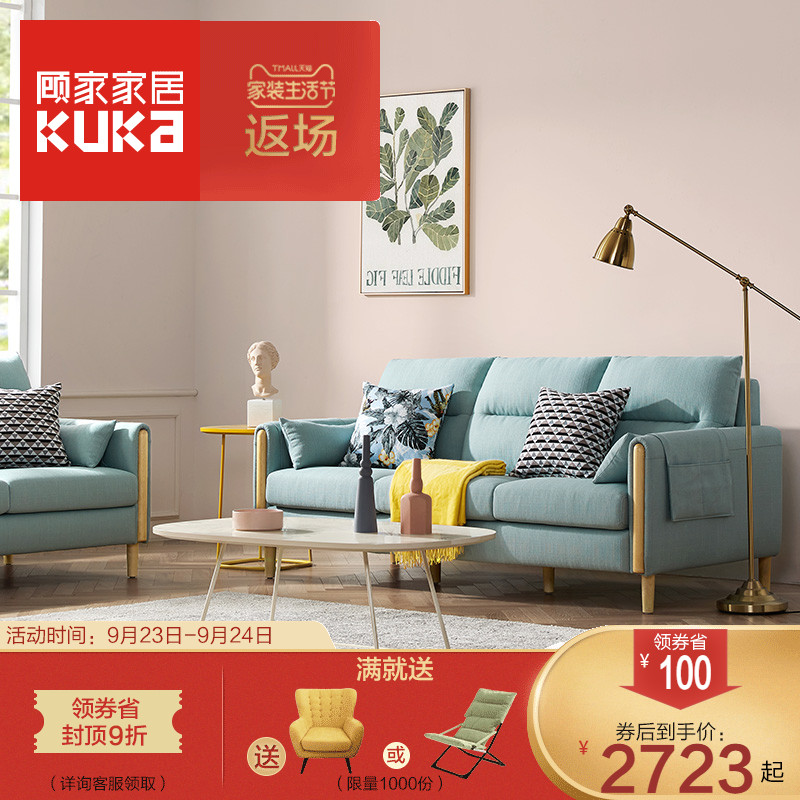 顾家家居
KUKa
TMALL天猫
家装生活节
返场
FIDDLE LEAF FIG
活动时间：9月23日-9月24日
满就送
领券省
封顶9折
（详询客服领取）
送
或
（限量1000份）
领券省
¥100
券后到手价：
¥2723起